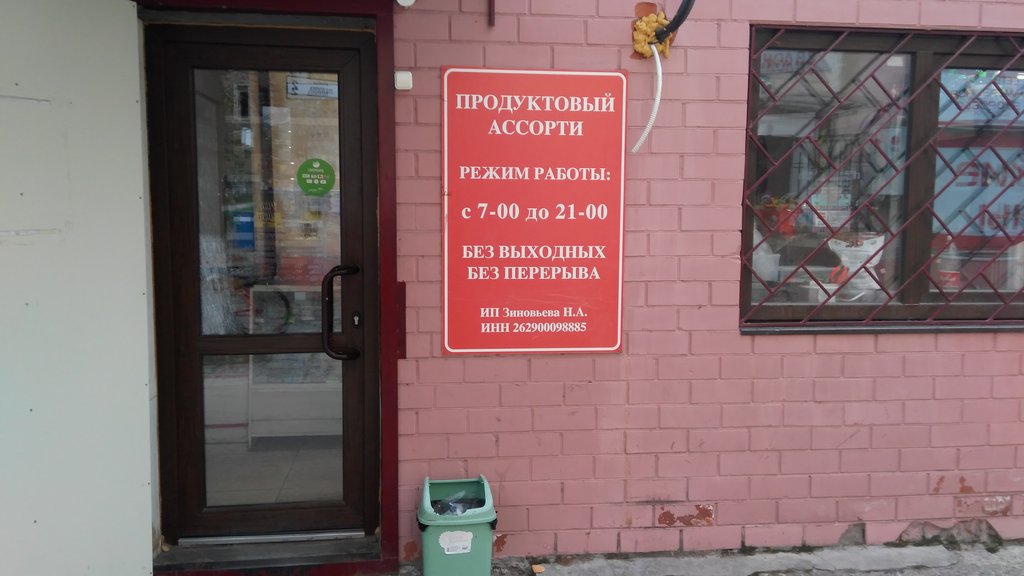 ПРОДУКТОВЫЙ
АССОРТИ
РЕЖИМ РАБОТЫ:
с 7-00 до 21-00
БЕЗ ВЫХОДНЫХ
БЕЗ ПЕРЕРЫВА
ИП Зиновьева Н.А.
ИНН 262900098885